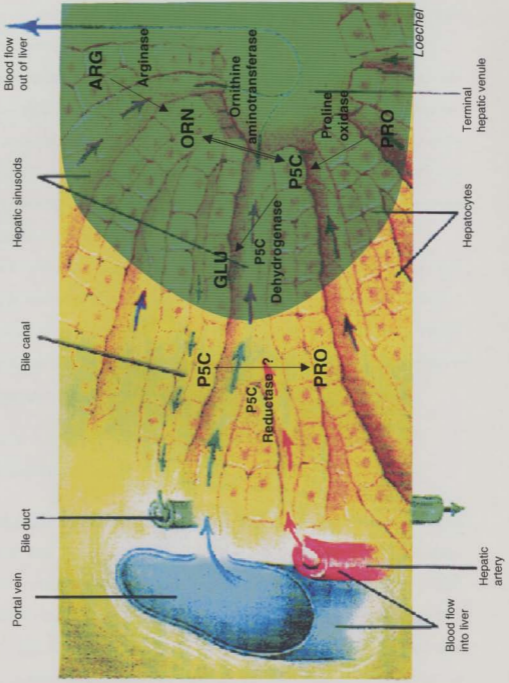 Blood flow
out of liver
Hepatic sinusoids
Bile canal
Bile duct
Portal vein
ARG
Arginase
ORN
Ornithine
aminotransferase
Proline
oxidase
PRO
P5C
GLU
P5C
Dehydrogenase
P5C
P5C
Reductase ?
PRO
Loechel
Terminal
hepatic venule
Hepatocytes
Hepatic
artery
Blood flow
into liver